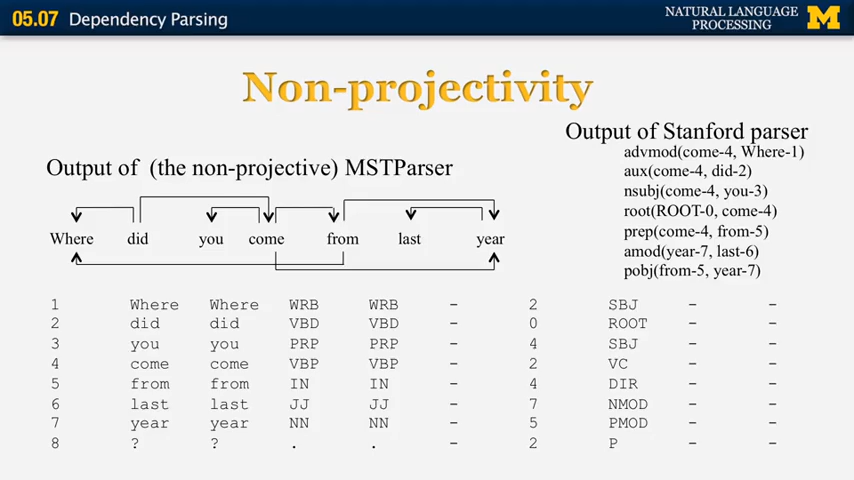 05.07 Dependency Parsing
NATURAL LANGUAGE
PROCESSING
M
Non-projectivity
Output of Stanford parser
advmod(come-4, Where-1)
aux(come-4, did-2)
nsubj(come-4, you-3)
root(ROOT-0, come-4)
prep(come-4, from-5)
amod(year-7, last-6)
pobj(from-5, year-7)
Output of (the non-projective) MSTParser
Where did you come from last year
1 Where Where WRB WRB - 2 SBJ - -
2 did did VBD VBD - 0 ROOT - -
3 you you PRP PRP - 4 SBJ - -
4 come come VBP VBP - 2 VC - -
5 from from IN IN - 4 DIR - -
6 last last JJ JJ - 7 NMOD - -
7 year year NN NN - 5 PMOD - -
8 ? ? . . - 2 P - -